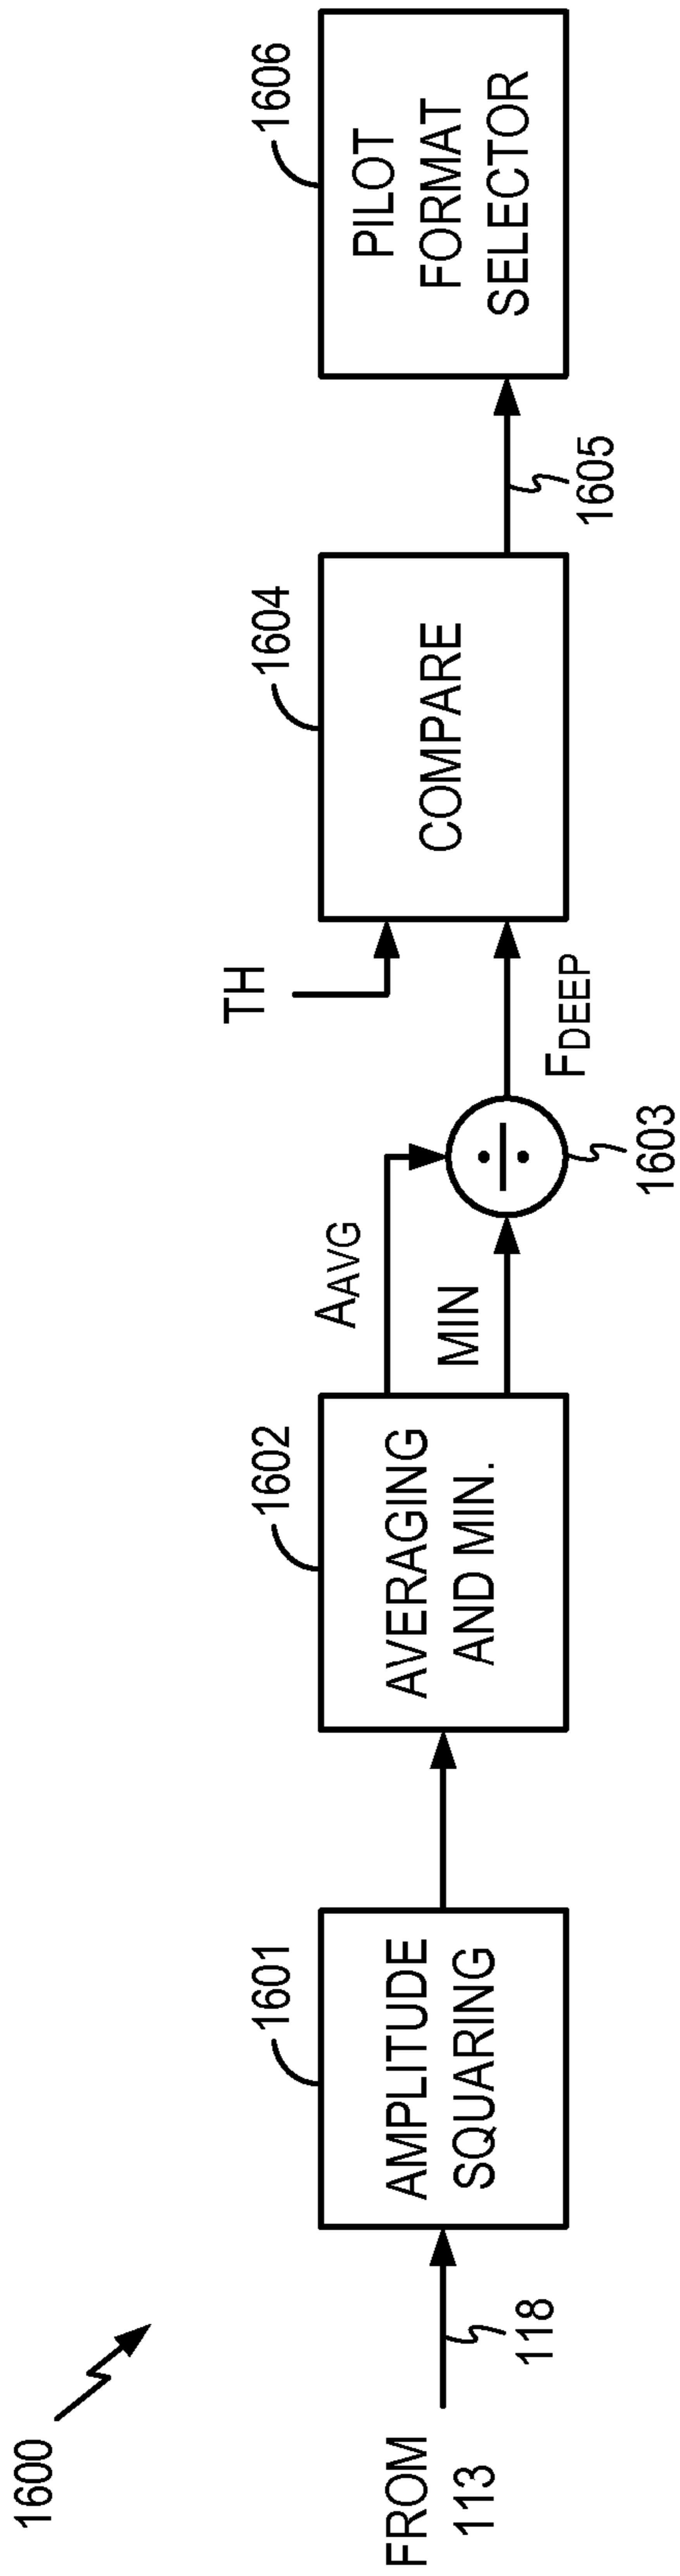 1600
FROM
113
118
1601
AMPLITUDE
SQUARING
1602
AVERAGING
AND MIN.
AAVG
MIN
1603
÷
FDEEP
TH
1604
COMPARE
1605
1606
PILOT
FORMAT
SELECTOR